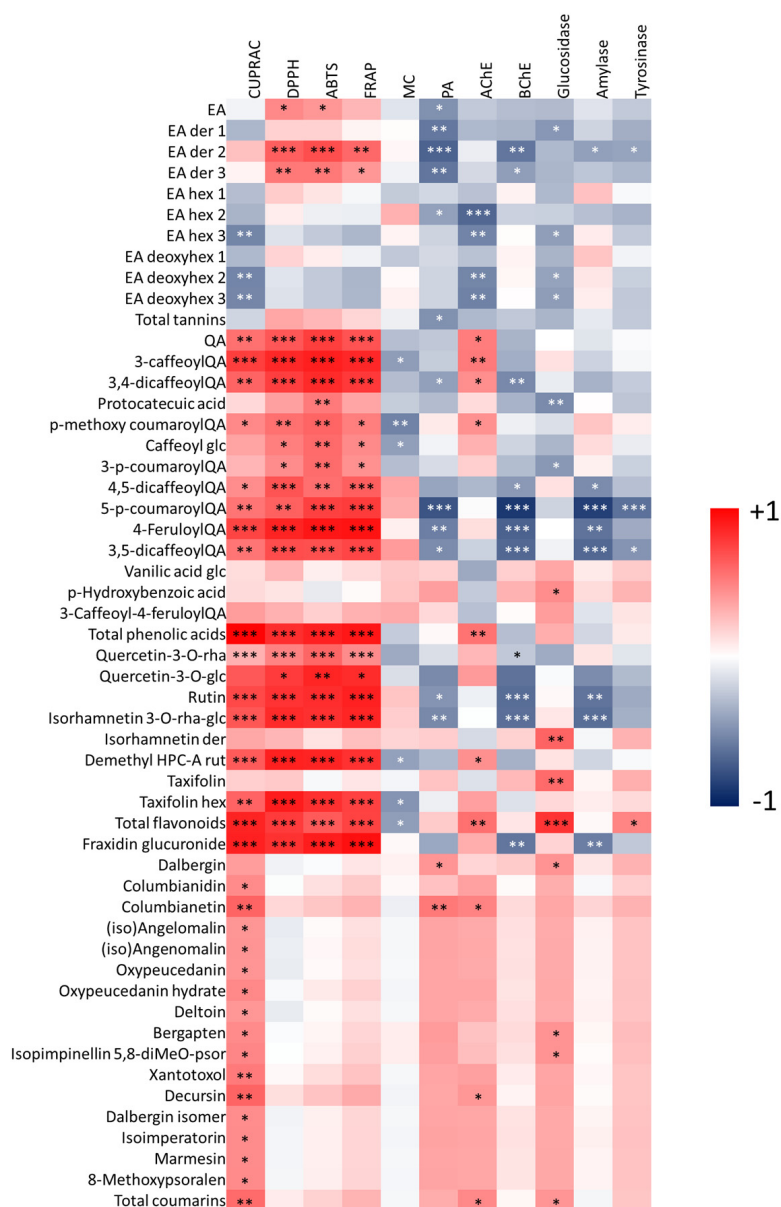 CUPRAC DPPH ABTS FRAP MC PA AChE BChE Glucosidase Amylase Tyrosinase
EA * * *
EA der 1 ** *
EA der 2 *** *** ** *** ** * *
EA der 3 ** ** * ** *
EA hex 1
EA hex 2 * ***
EA hex 3 ** ** *
EA deoxyhex 1
EA deoxyhex 2 ** ** *
EA deoxyhex 3 ** ** *
Total tannins *
QA ** *** *** *** *
3-caffeoylQA *** *** *** *** * **
3,4-dicaffeoylQA ** *** *** *** * * **
Protocatecuic acid ** **
p-methoxy coumaroylQA * ** ** * ** *
Caffeoyl glc * ** * *
3-p-coumaroylQA * ** * *
4,5-dicaffeoylQA * *** ** *** * *
5-p-coumaroylQA ** ** *** *** *** *** *** ***
4-FeruloylQA *** *** *** *** ** *** **
3,5-dicaffeoylQA ** *** *** *** * *** *** *
Vanilic acid glc
p-Hydroxybenzoic acid *
3-Caffeoyl-4-feruloylQA
Total phenolic acids *** *** *** *** **
Quercetin-3-O-rha *** *** *** *** *
Quercetin-3-O-glc * ** *
Rutin *** *** *** *** * *** **
Isorhamnetin 3-O-rha-glc *** *** *** *** ** *** ***
Isorhamnetin der **
Demethyl HPC-A rut *** *** *** *** * *
Taxifolin **
Taxifolin hex ** *** *** *** *
Total flavonoids *** *** *** *** * ** *** *
Fraxidin glucuronide *** *** *** *** ** **
Dalbergin * *
Columbianidin *
Columbianetin ** ** *
(iso)Angelomalin *
(iso)Angenomalin *
Oxypeucedanin *
Oxypeucedanin hydrate *
Deltoin *
Bergapten * *
Isopimpinellin 5,8-diMeO-psor * *
Xantotoxol **
Decursin ** *
Dalbergin isomer *
Isoimperatorin *
Marmesin *
8-Methoxypsoralen *
Total coumarins ** * *
+1
-1